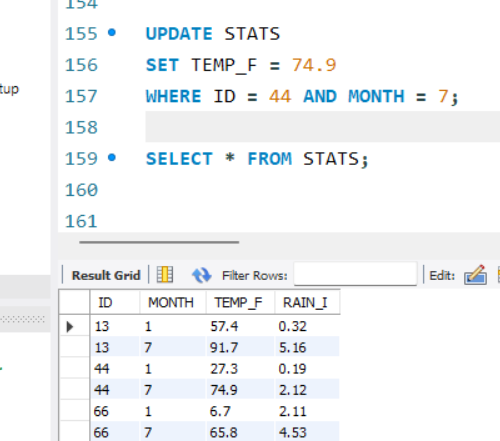 154
155 UPDATE STATS
156 SET TEMP_F = 74.9
tup
157 WHERE ID = 44 AND MONTH = 7;
158
159 SELECT * FROM STATS;
160
161
Result Grid Filter Rows: Edit:
ID MONTH TEMP_F RAIN_I
13 1 57.4 0.32
13 7 91.7 5.16
44 1 27.3 0.19
44 7 74.9 2.12
66 1 6.7 2.11
66 7 65.8 4.53